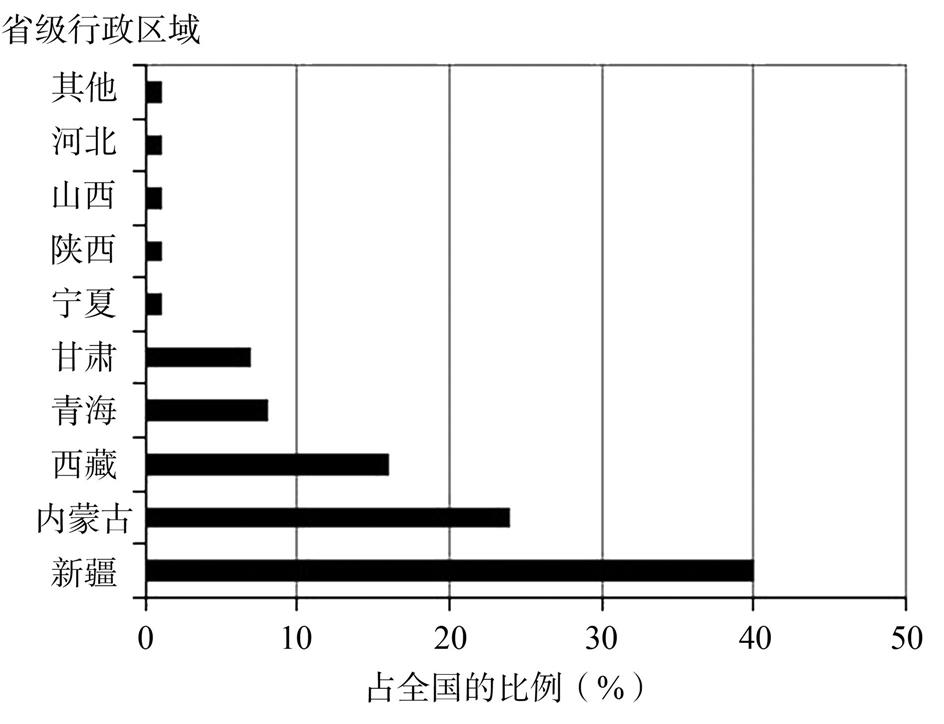 省级行政区域
其他
河北
山西
陕西
宁夏
甘肃
青海
西藏
内蒙古
新疆
0 10 20 30 40 50
占全国的比例（%）